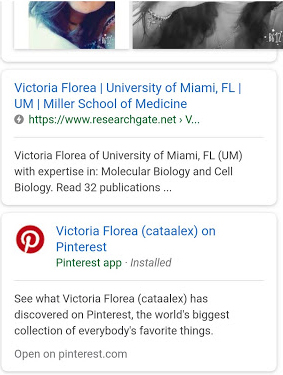 Victoria Florea | University of Miami, FL |
UM | Miller School of Medicine
https://www.researchgate.net › V...
Victoria Florea of University of Miami, FL (UM)
with expertise in: Molecular Biology and Cell
Biology. Read 32 publications ...
Victoria Florea (cataalex) on
Pinterest
Pinterest app · Installed
See what Victoria Florea (cataalex) has
discovered on Pinterest, the world's biggest
collection of everybody's favorite things.
Open on pinterest.com